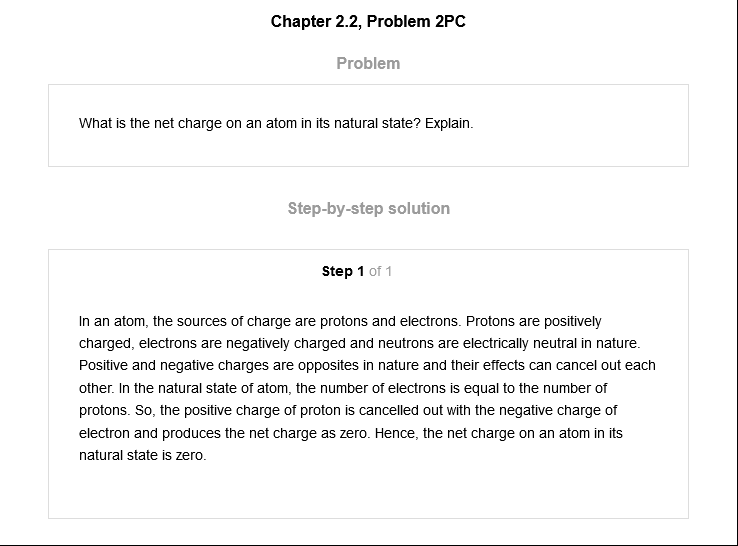 Chapter 2.2, Problem 2PC
Problem
What is the net charge on an atom in its natural state? Explain.
Step-by-step solution
Step 1 of 1
In an atom, the sources of charge are protons and electrons. Protons are positively
charged, electrons are negatively charged and neutrons are electrically neutral in nature.
Positive and negative charges are opposites in nature and their effects can cancel out each
other. In the natural state of atom, the number of electrons is equal to the number of
protons. So, the positive charge of proton is cancelled out with the negative charge of
electron and produces the net charge as zero. Hence, the net charge on an atom in its
natural state is zero.